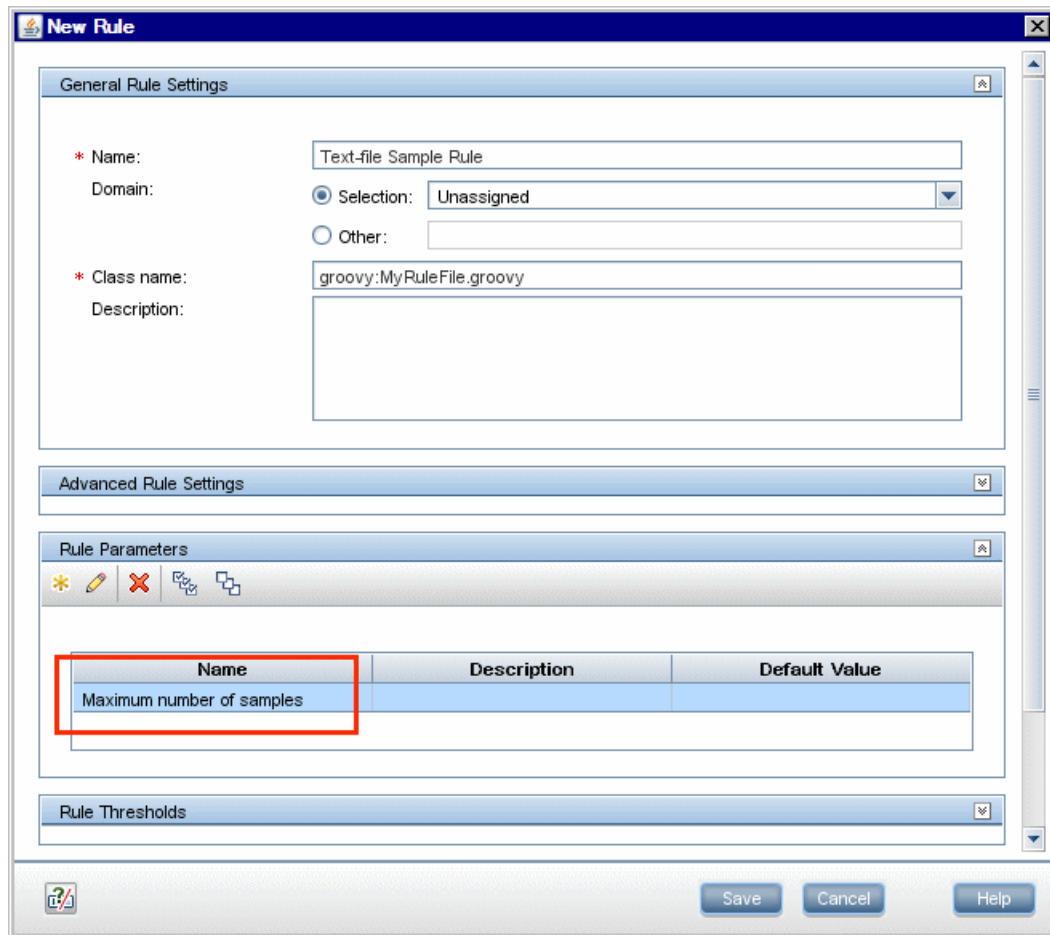 New Rule
General Rule Settings
* Name: Text-file Sample Rule
Domain: Selection: Unassigned
Other:
* Class name: groovy:MyRuleFile.groovy
Description:
Advanced Rule Settings
Rule Parameters
Name Description Default Value
Maximum number of samples
Rule Thresholds
Save Cancel Help